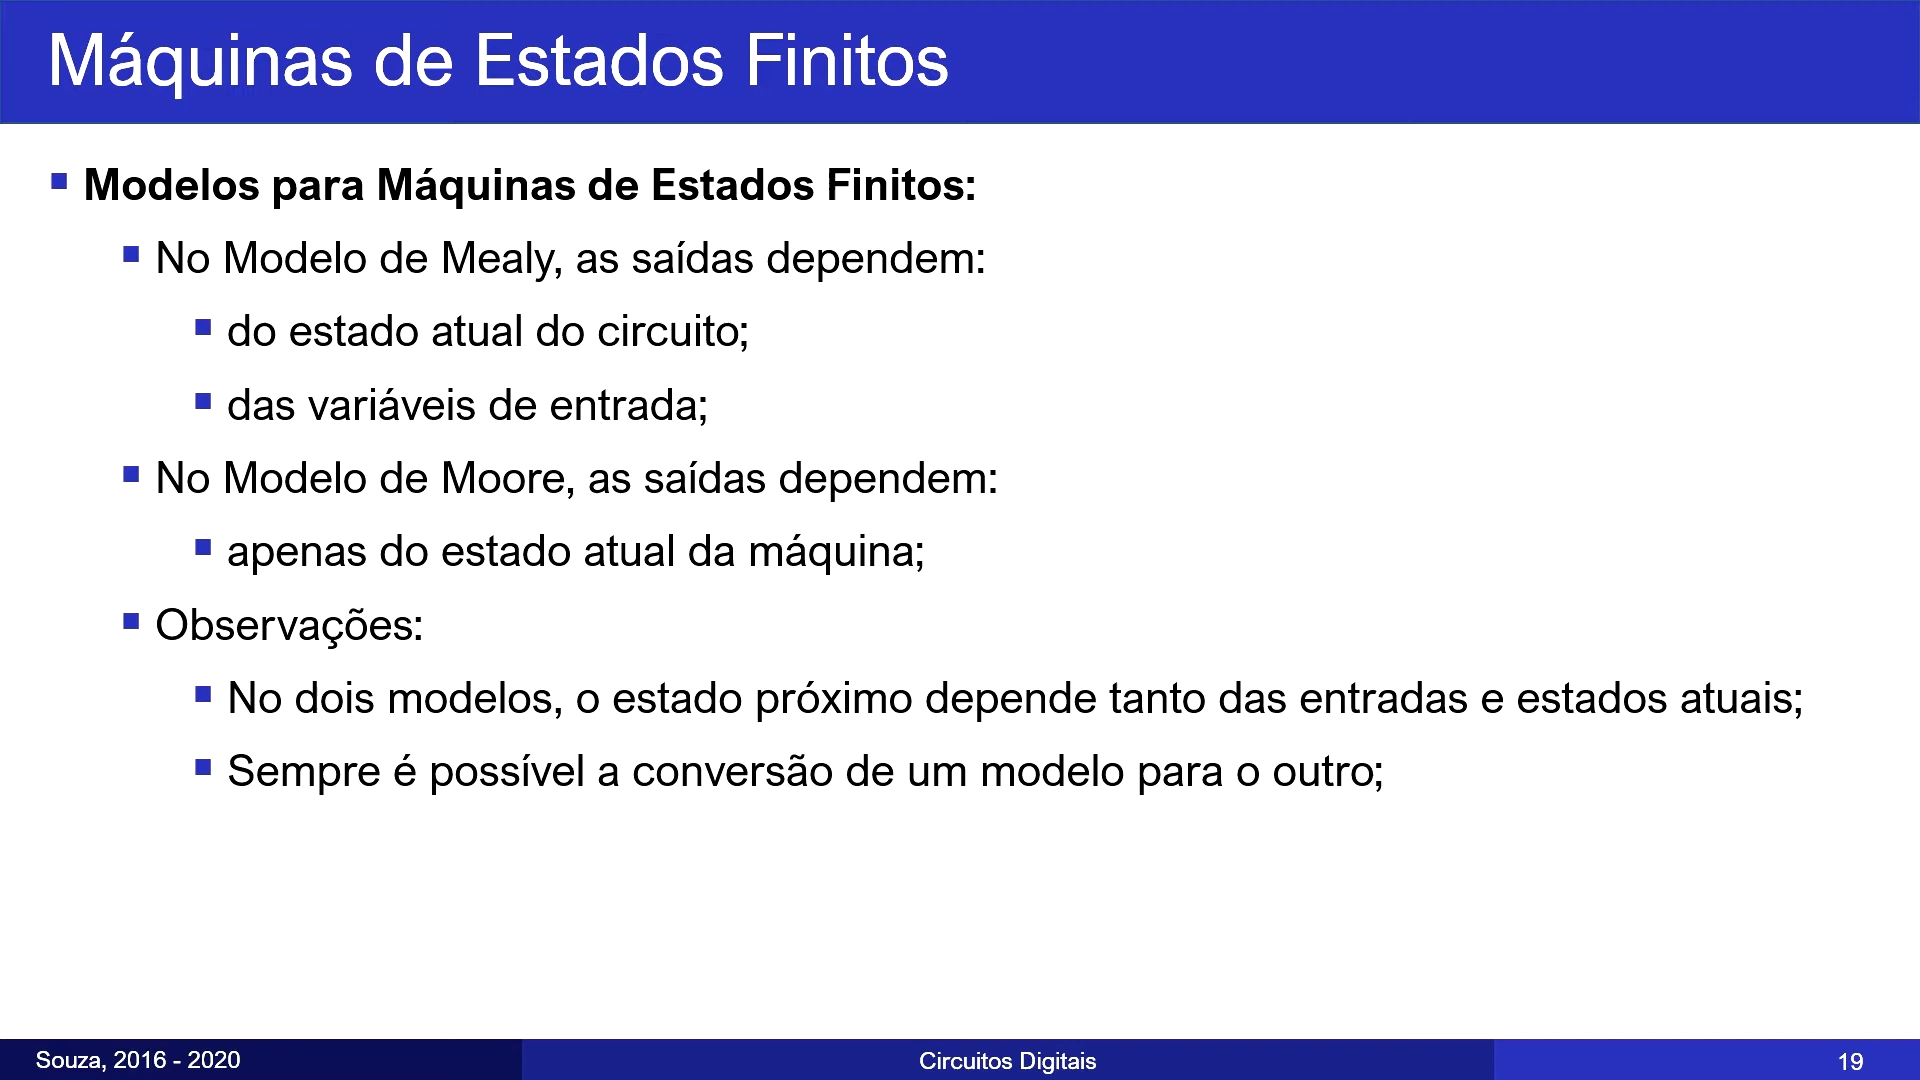 Máquinas de Estados Finitos
Modelos para Máquinas de Estados Finitos:
No Modelo de Mealy, as saídas dependem:
do estado atual do circuito;
das variáveis de entrada;
No Modelo de Moore, as saídas dependem:
apenas do estado atual da máquina;
Observações:
No dois modelos, o estado próximo depende tanto das entradas e estados atuais;
Sempre é possível a conversão de um modelo para o outro;
Souza, 2016 - 2020
Circuitos Digitais
19